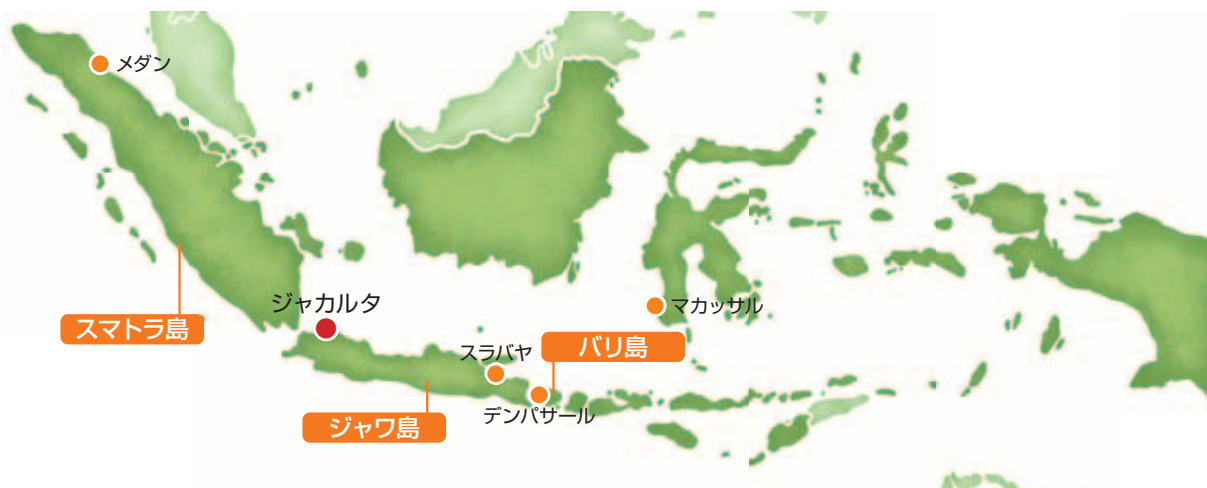 メダン
スマトラ島
ジャカルタ
マカッサル
スラバヤ
バリ島
デンパサール
ジャワ島